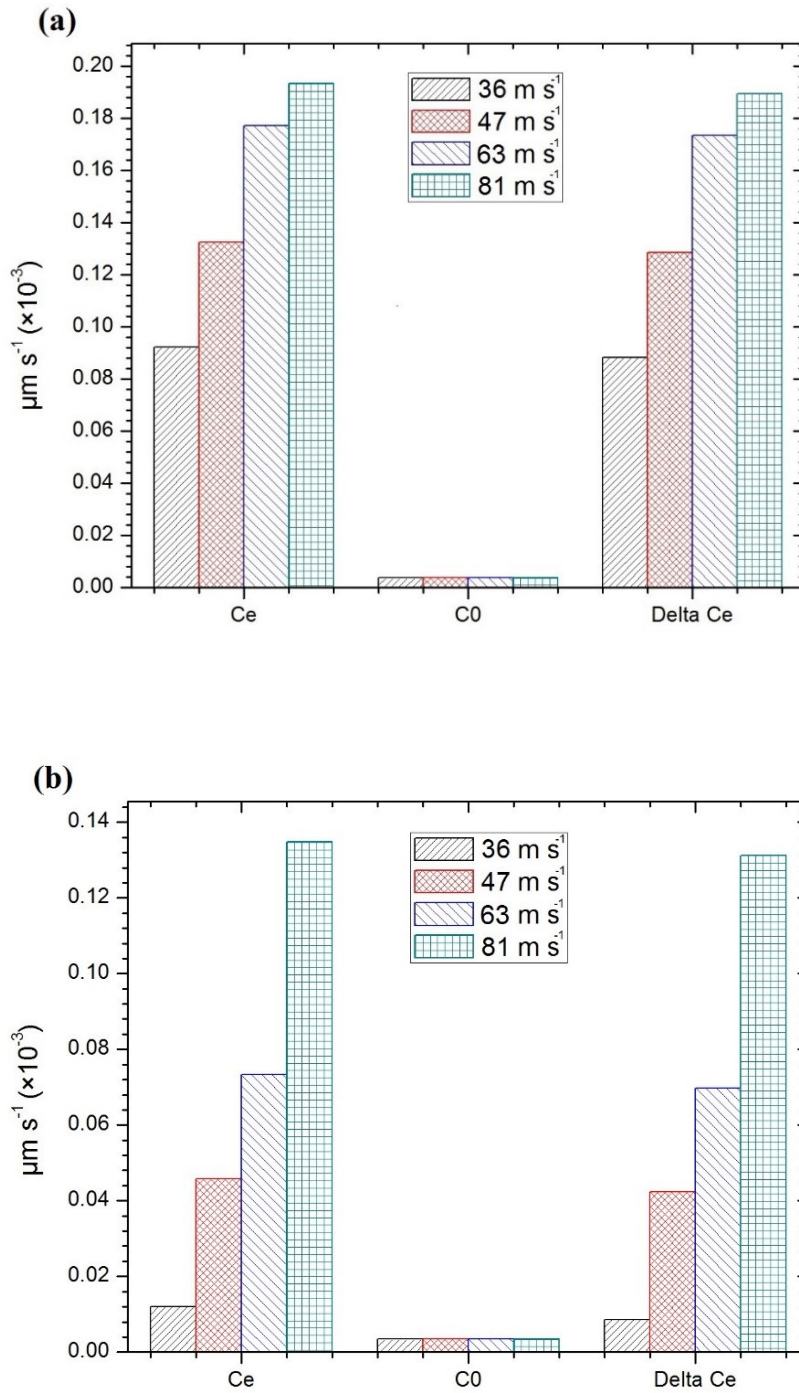 (a)
0.20
0.18
0.16
0.14
0.12
0.10
0.08
0.06
0.04
0.02
0.00
µm s⁻¹ (×10⁻³)
36 m s⁻¹
47 m s⁻¹
63 m s⁻¹
81 m s⁻¹
Ce C0 Delta Ce
(b)
0.14
0.12
0.10
0.08
0.06
0.04
0.02
0.00
µm s⁻¹ (×10⁻³)
36 m s⁻¹
47 m s⁻¹
63 m s⁻¹
81 m s⁻¹
Ce C0 Delta Ce